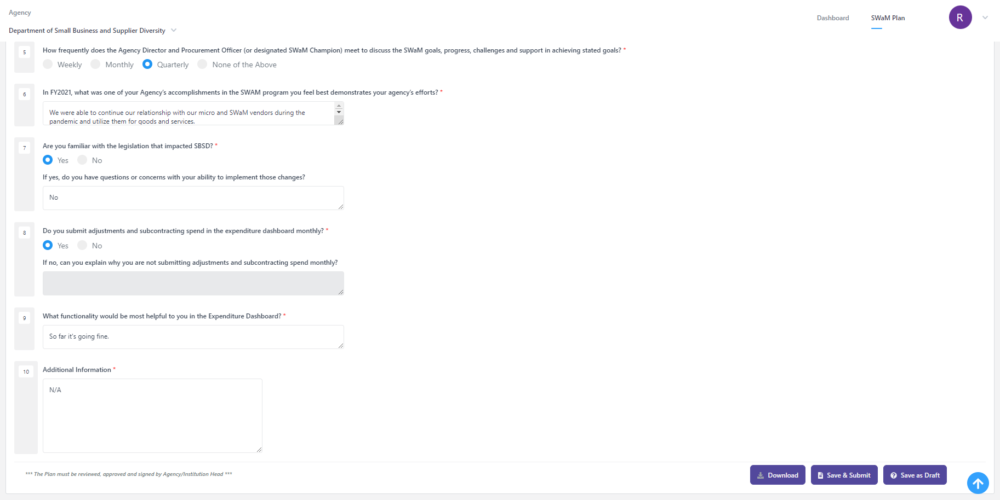 Agency
Dashboard
SWaM Plan
R
Department of Small Business and Supplier Diversity
5
How frequently does the Agency Director and Procurement Officer (or designated SWaM Champion) meet to discuss the SWaM goals, progress, challenges and support in achieving stated goals? *
Weekly Monthly Quarterly None of the Above
6
In FY2021, what was one of your Agency’s accomplishments in the SWAM program you feel best demonstrates your agency’s efforts? *
We were able to continue our relationship with our micro and SWaM vendors during the
pandemic and utilize them for goods and services.
7
Are you familiar with the legislation that impacted SBSD? *
Yes No
If yes, do you have questions or concerns with your ability to implement those changes?
No
8
Do you submit adjustments and subcontracting spend in the expenditure dashboard monthly? *
Yes No
If no, can you explain why you are not submitting adjustments and subcontracting spend monthly?
9
What functionality would be most helpful to you in the Expenditure Dashboard? *
So far it's going fine.
10
Additional Information *
N/A
*** The Plan must be reviewed, approved and signed by Agency/Institution Head ***
Download
Save & Submit
Save as Draft